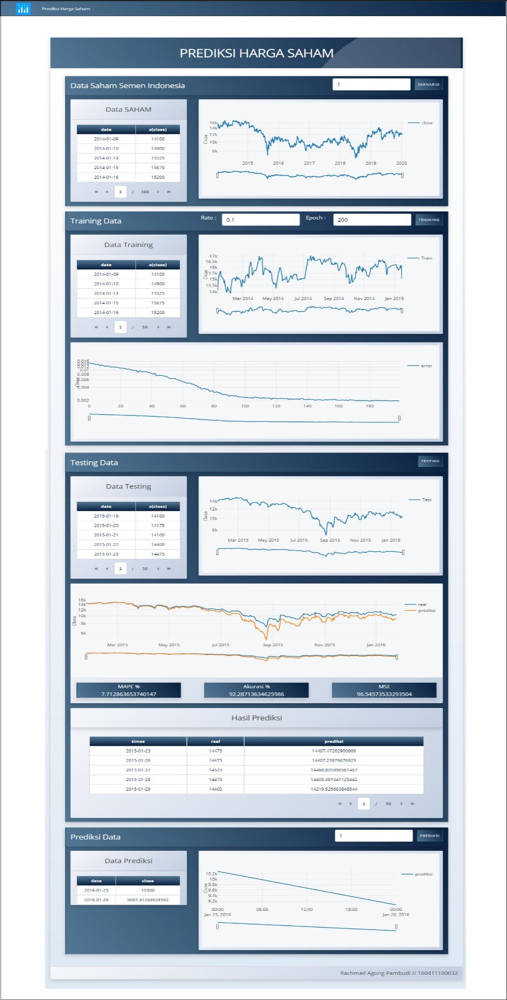 Prediksi Harga Saham
PREDIKSI HARGA SAHAM
Data Saham Semen Indonesia
1
SKENARIO
Data SAHAM
date x(close)
2014-01-09 14100
2014-01-10 14900
2014-01-13 15525
2014-01-15 15675
2014-01-16 15200
« < 1 / 300 > »
16k
14k
12k
10k
8k
Close
2015 2016 2017 2018 2019 2020
close
Training Data
Rate : 0.1
Epoch : 200
TRAINING
Data Training
date x(close)
2014-01-09 14100
2014-01-10 14900
2014-01-13 15525
2014-01-15 15675
2014-01-16 15200
« < 1 / 50 > »
17k
16.5k
16k
15.5k
15k
14.5k
14k
Close
Mar 2014 May 2014 Jul 2014 Sep 2014 Nov 2014 Jan 2015
Train
0.016
0.014
0.012
0.01
0.008
0.006
0.004
0.002
Close
0 20 40 60 80 100 120 140 160 180
error
Testing Data
TESTING
Data Testing
date x(close)
2015-01-19 14100
2015-01-20 14175
2015-01-21 14100
2015-01-22 14400
2015-01-23 14475
« < 1 / 50 > »
14k
12k
10k
8k
Close
Mar 2015 May 2015 Jul 2015 Sep 2015 Nov 2015 Jan 2016
Test
16k
14k
12k
10k
8k
6k
Close
Mar 2015 May 2015 Jul 2015 Sep 2015 Nov 2015 Jan 2016
real
prediksi
MAPE %
7.712863653740147
Akurasi %
92.28713634625986
MSE
96.54573533293504
Hasil Prediksi
times real prediksi
2015-01-23 14475 14407.47262900866
2015-01-26 14475 14407.23979676923
2015-01-27 14525 14466.805996561467
2015-01-28 14475 14405.081041125442
2015-01-29 14400 14319.525683848544
« < 1 / 50 > »
Prediksi Data
1
PREDIKSI
Data Prediksi
date close
2016-01-25 10300
2016-01-26 9081.31203628592
10.2k
10k
9.8k
9.6k
9.4k
9.2k
Close
00:00 06:00 12:00 18:00 00:00
Jan 25, 2016 Jan 26, 2016
prediksi
Rachmad Agung Pambudi // 160411100032